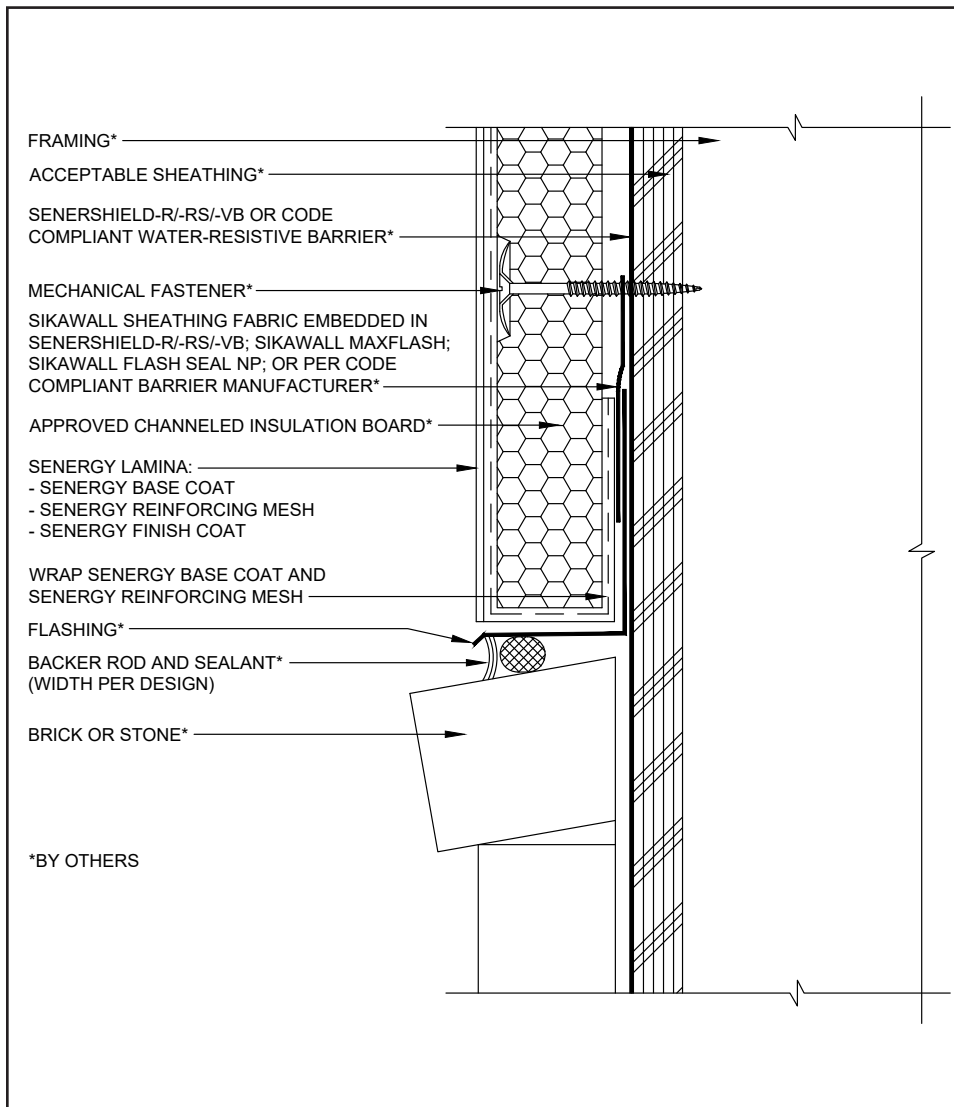 FRAMING*
ACCEPTABLE SHEATHING*
SENERSHIELD-R/-RS/-VB OR CODE
COMPLIANT WATER-RESISTIVE BARRIER*
MECHANICAL FASTENER*
SIKAWALL SHEATHING FABRIC EMBEDDED IN
SENERSHIELD-R/-RS/-VB; SIKAWALL MAXFLASH;
SIKAWALL FLASH SEAL NP; OR PER CODE
COMPLIANT BARRIER MANUFACTURER*
APPROVED CHANNELED INSULATION BOARD*
SENERGY LAMINA:
- SENERGY BASE COAT
- SENERGY REINFORCING MESH
- SENERGY FINISH COAT
WRAP SENERGY BASE COAT AND
SENERGY REINFORCING MESH
FLASHING*
BACKER ROD AND SEALANT*
(WIDTH PER DESIGN)
BRICK OR STONE*
*BY OTHERS